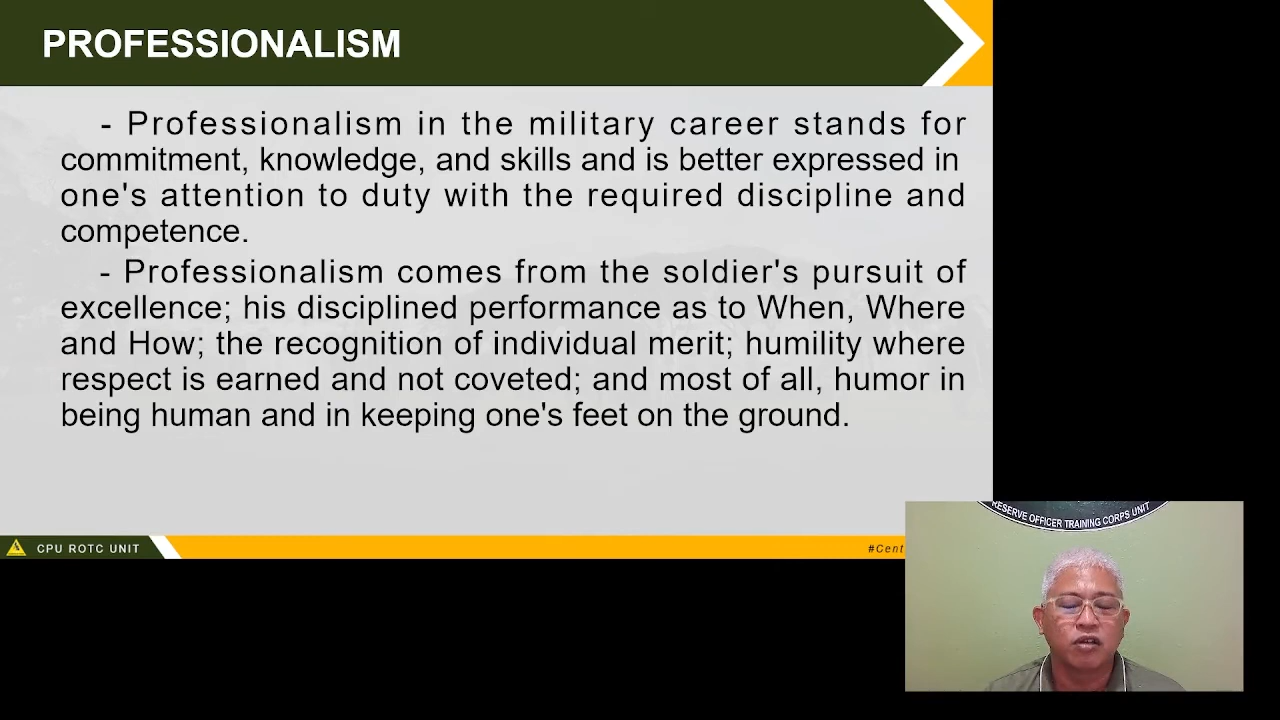 PROFESSIONALISM
- Professionalism in the military career stands for
commitment, knowledge, and skills and is better expressed in
one's attention to duty with the required discipline and
competence.
- Professionalism comes from the soldier's pursuit of
excellence; his disciplined performance as to When, Where
and How; the recognition of individual merit; humility where
respect is earned and not coveted; and most of all, humor in
being human and in keeping one's feet on the ground.
RESERVE OFFICER TRAINING CORPS UNIT
CPU ROTC UNIT
#Cent